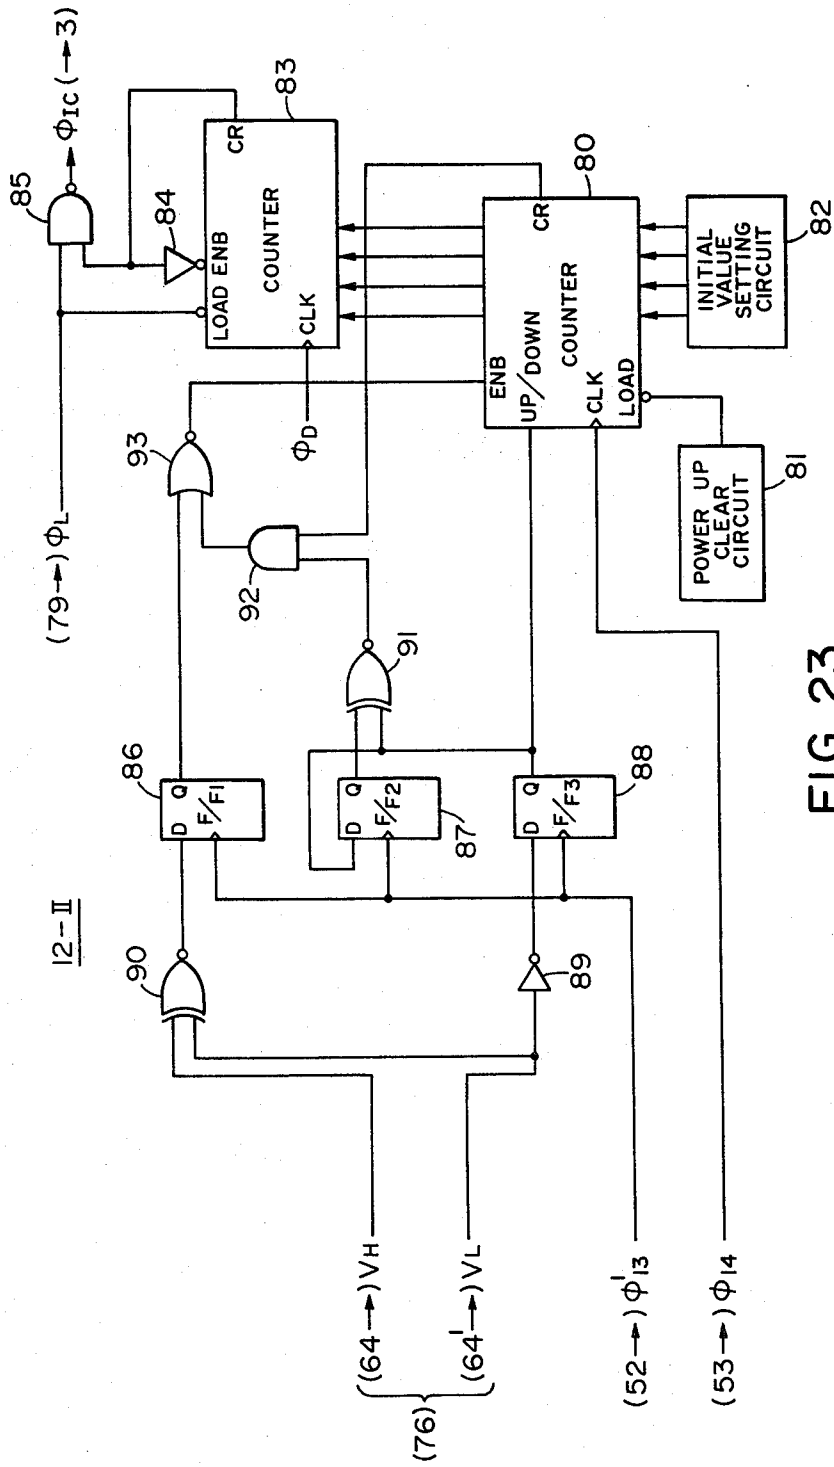 12-II
(79→) ΦL
85
ΦIC (→3)
84
83
LOAD ENB
CR
COUNTER
CLK
ΦD
93
92
91
90
86
D Q
F/F1
D Q
F/F2
87
D Q
F/F3
88
89
ENB
UP/DOWN
CR
COUNTER
CLK
LOAD
80
POWER UP
CLEAR
CIRCUIT
81
INITIAL
VALUE
SETTING
CIRCUIT
82
(64→) VH
(64'→) VL
(76)
(52→) Φ'13
(53→) Φ14
FIG. 23